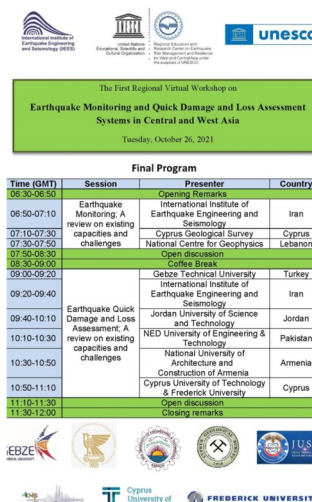 International Institute of
Earthquake Engineering
and Seismology (IIEES)
United Nations
Educational, Scientific and
Cultural Organization
Regional Education and
Research Center on Earthquake
Risk Management and Resilience
for West and Central Asia under
the auspices of UNESCO
unesco
The First Regional Virtual Workshop on
Earthquake Monitoring and Quick Damage and Loss Assessment
Systems in Central and West Asia
Tuesday, October 26, 2021
Final Program
Time (GMT) Session Presenter Country
06:30-06:50 Opening Remarks
Earthquake
Monitoring; A
review on existing
capacities and
challenges
06:50-07:10 International Institute of
Earthquake Engineering and
Seismology Iran
07:10-07:30 Cyprus Geological Survey Cyprus
07:30-07:50 National Centre for Geophysics Lebanon
07:50-08:30 Open discussion
08:30-09:00 Coffee Break
Earthquake Quick
Damage and Loss
Assessment; A
review on existing
capacities and
challenges
09:00-09:20 Gebze Technical University Turkey
09:20-09:40 International Institute of
Earthquake Engineering and
Seismology Iran
09:40-10:10 Jordan University of Science
and Technology Jordan
10:10-10:30 NED University of Engineering &
Technology Pakistan
10:30-10:50 National University of
Architecture and
Construction of Armenia Armenia
10:50-11:10 Cyprus University of Technology
& Frederick University Cyprus
11:10-11:30 Open discussion
11:30-12:00 Closing remarks
GEBZE
JUS
Cyprus
University of
FREDERICK UNIVERSITY